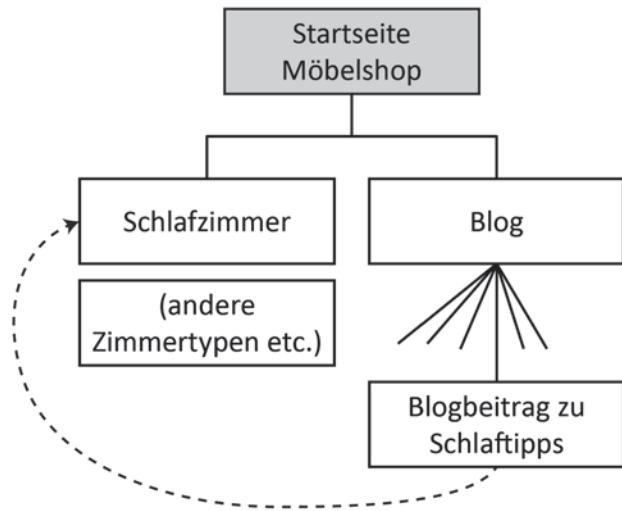 Startseite
Möbelshop
Schlafzimmer
Blog
(andere
Zimmertypen etc.)
Blogbeitrag zu
Schlaftipps